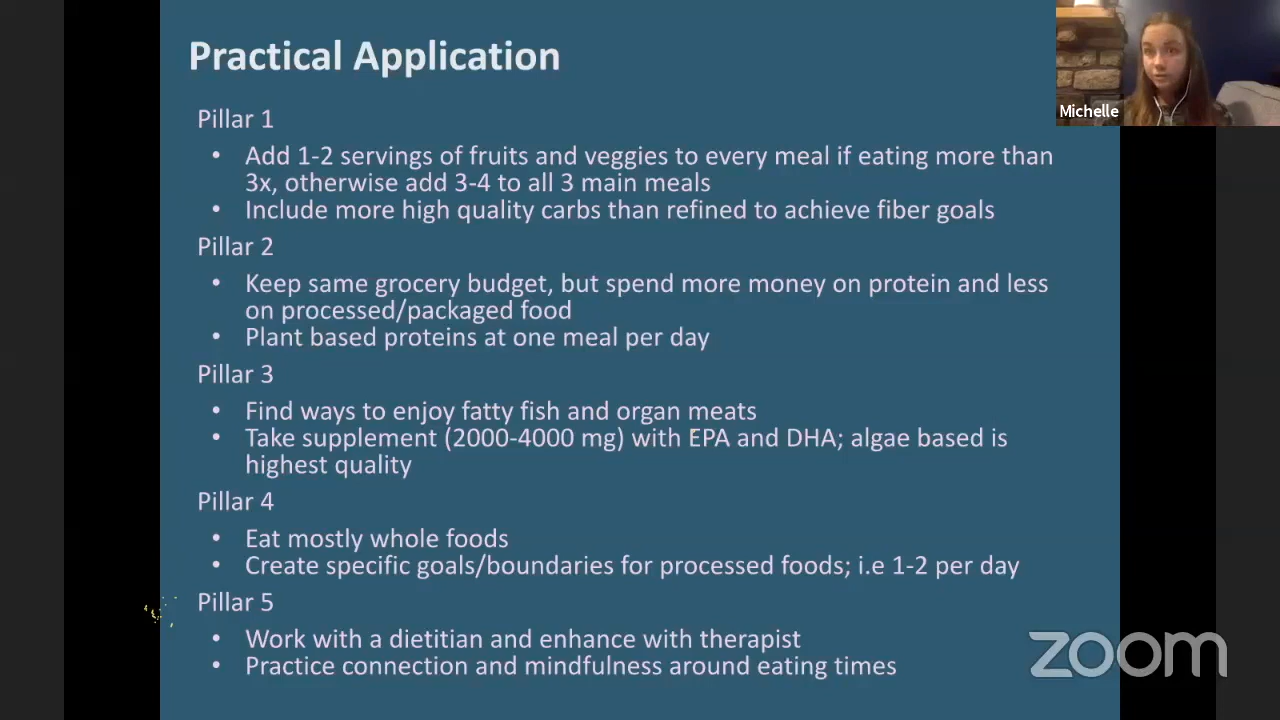 Practical Application
Michelle
Pillar 1
• Add 1-2 servings of fruits and veggies to every meal if eating more than
3x, otherwise add 3-4 to all 3 main meals
• Include more high quality carbs than refined to achieve fiber goals
Pillar 2
• Keep same grocery budget, but spend more money on protein and less
on processed/packaged food
• Plant based proteins at one meal per day
Pillar 3
• Find ways to enjoy fatty fish and organ meats
• Take supplement (2000-4000 mg) with EPA and DHA; algae based is
highest quality
Pillar 4
• Eat mostly whole foods
• Create specific goals/boundaries for processed foods; i.e 1-2 per day
Pillar 5
• Work with a dietitian and enhance with therapist
• Practice connection and mindfulness around eating times
zoom